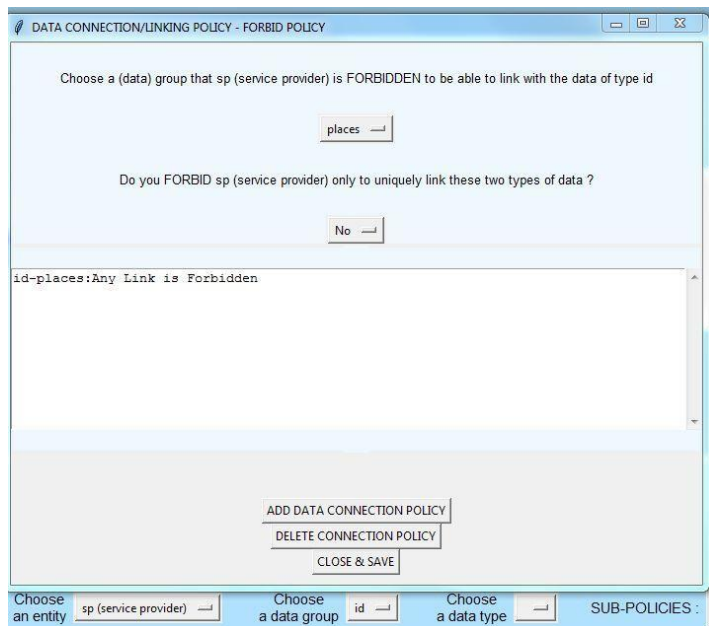 DATA CONNECTION/LINKING POLICY - FORBID POLICY
Choose a (data) group that sp (service provider) is FORBIDDEN to be able to link with the data of type id
places
Do you FORBID sp (service provider) only to uniquely link these two types of data ?
No
id-places:Any Link is Forbidden
ADD DATA CONNECTION POLICY
DELETE CONNECTION POLICY
CLOSE & SAVE
Choose Choose Choose
an entity sp (service provider) a data group id a data type SUB-POLICIES :